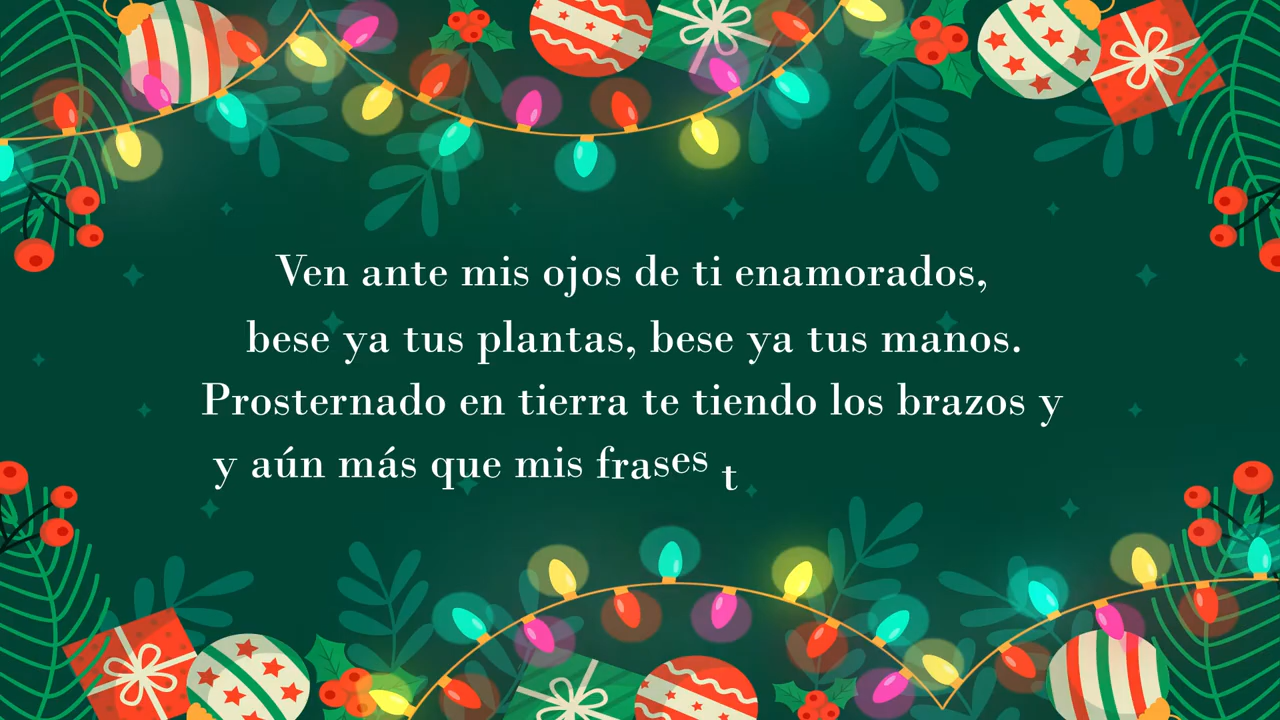 Ven ante mis ojos de ti enamorados,
bese ya tus plantas, bese ya tus manos.
Prosternado en tierra te tiendo los brazos y
y aún más que mis frases t